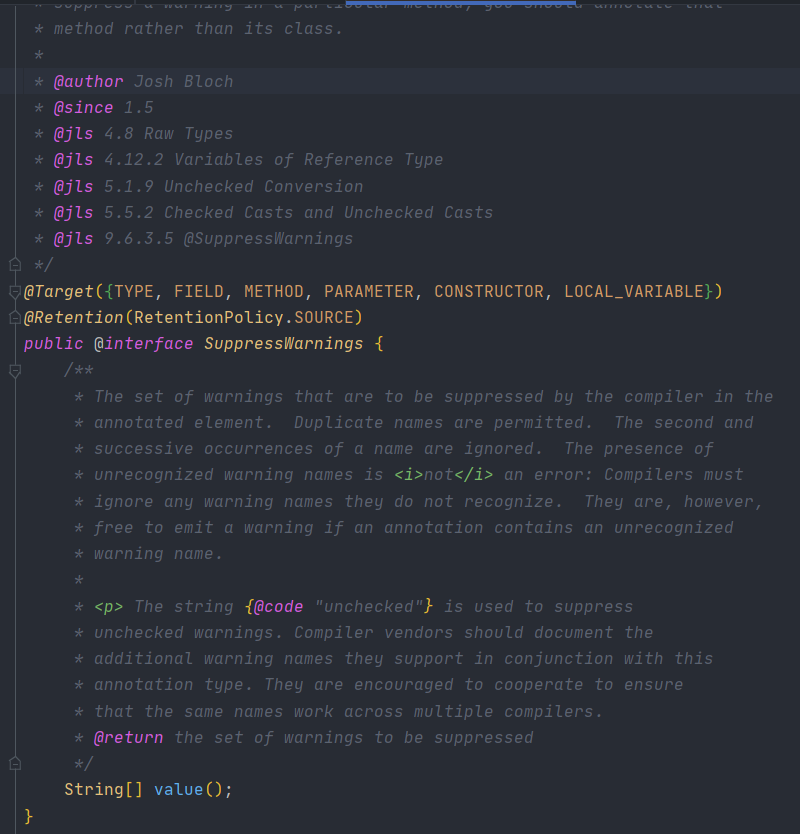 * suppress a warning in a particular method, you should annotate that
* method rather than its class.
*
* @author Josh Bloch
* @since 1.5
* @jls 4.8 Raw Types
* @jls 4.12.2 Variables of Reference Type
* @jls 5.1.9 Unchecked Conversion
* @jls 5.5.2 Checked Casts and Unchecked Casts
* @jls 9.6.3.5 @SuppressWarnings
*/
@Target({TYPE, FIELD, METHOD, PARAMETER, CONSTRUCTOR, LOCAL_VARIABLE})
@Retention(RetentionPolicy.SOURCE)
public @interface SuppressWarnings {
/**
* The set of warnings that are to be suppressed by the compiler in the
* annotated element.  Duplicate names are permitted.  The second and
* successive occurrences of a name are ignored.  The presence of
* unrecognized warning names is <i>not</i> an error: Compilers must
* ignore any warning names they do not recognize.  They are, however,
* free to emit a warning if an annotation contains an unrecognized
* warning name.
*
* <p> The string {@code "unchecked"} is used to suppress
* unchecked warnings. Compiler vendors should document the
* additional warning names they support in conjunction with this
* annotation type. They are encouraged to cooperate to ensure
* that the same names work across multiple compilers.
* @return the set of warnings to be suppressed
*/
String[] value();
}